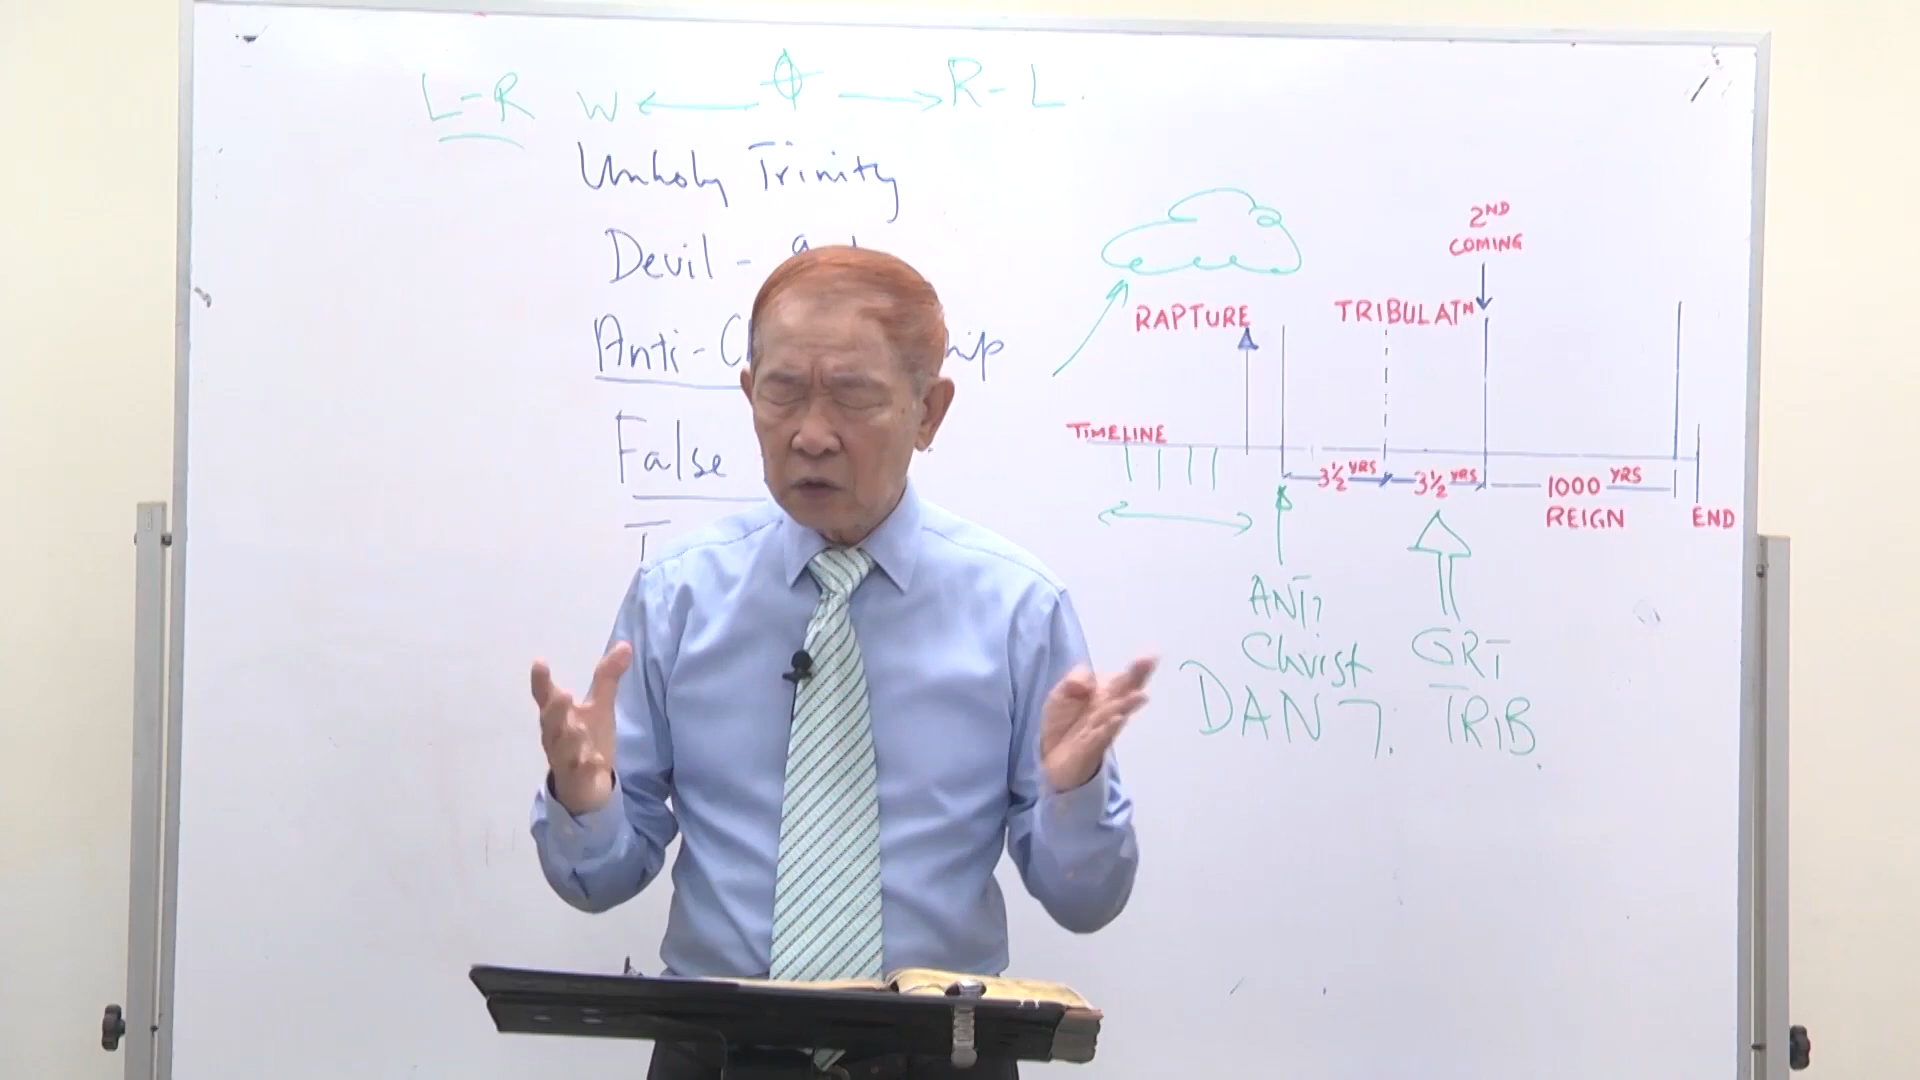 L-R W ← → R-L
Unholy Trinity
Devil -
Anti-
False
2ND
COMING
RAPTURE
TRIBULATN
TIMELINE
3½ YRS
3½ YRS
1000 YRS
REIGN
END
ANTI
Christ
GRT
TRIB.
DAN 7.